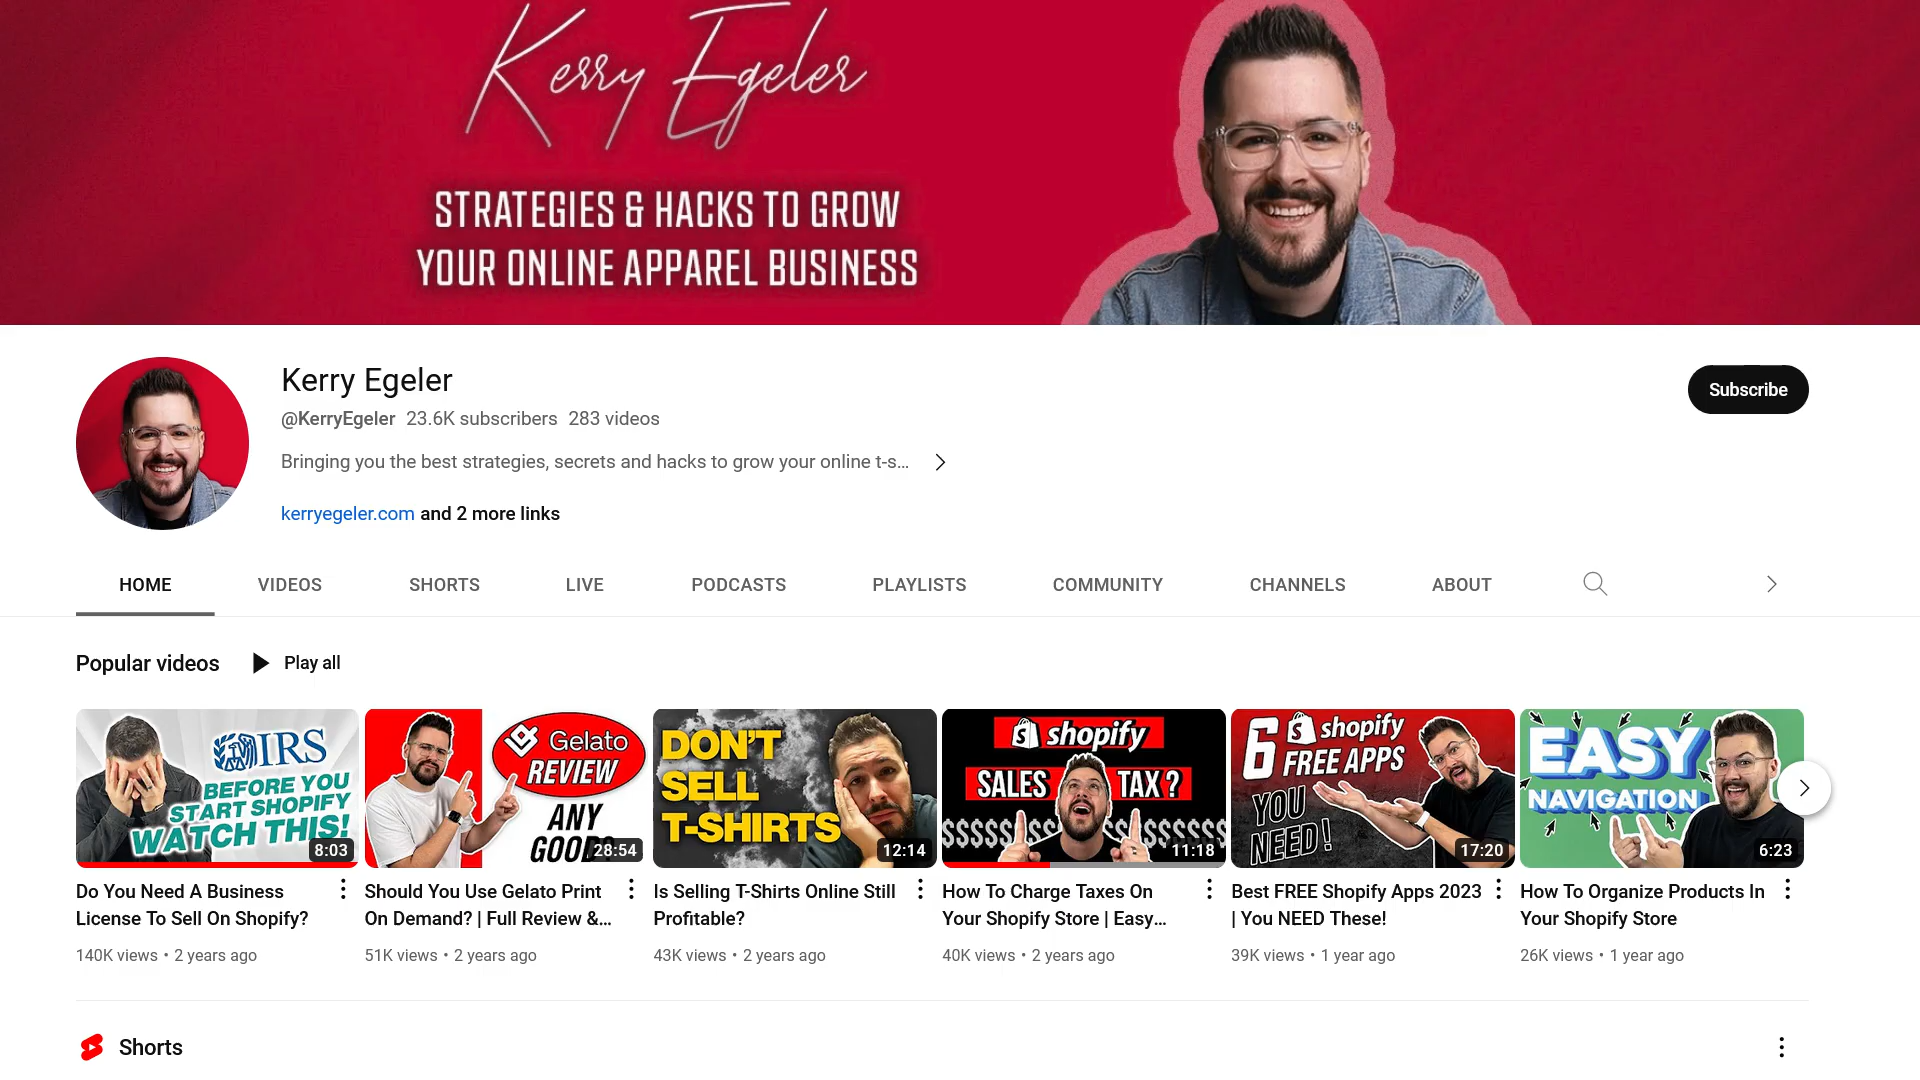 Kerry Egeler
STRATEGIES & HACKS TO GROW
YOUR ONLINE APPAREL BUSINESS
Kerry Egeler
@KerryEgeler 23.6K subscribers 283 videos
Bringing you the best strategies, secrets and hacks to grow your online t-s...
kerryegeler.com and 2 more links
Subscribe
HOME VIDEOS SHORTS LIVE PODCASTS PLAYLISTS COMMUNITY CHANNELS ABOUT
Popular videos Play all
IRS
BEFORE YOU
START SHOPIFY
WATCH THIS!
8:03
Do You Need A Business
License To Sell On Shopify?
140K views • 2 years ago
Gelato
REVIEW
ANY
GOOD
28:54
Should You Use Gelato Print
On Demand? | Full Review &...
51K views • 2 years ago
DON'T
SELL
T-SHIRTS
12:14
Is Selling T-Shirts Online Still
Profitable?
43K views • 2 years ago
shopify
SALES TAX?
$$$$$$$$ $$$$$$
11:18
How To Charge Taxes On
Your Shopify Store | Easy...
40K views • 2 years ago
6 shopify
FREE APPS
YOU
NEED!
17:20
Best FREE Shopify Apps 2023
| You NEED These!
39K views • 1 year ago
EASY
NAVIGATION
6:23
How To Organize Products In
Your Shopify Store
26K views • 1 year ago
Shorts